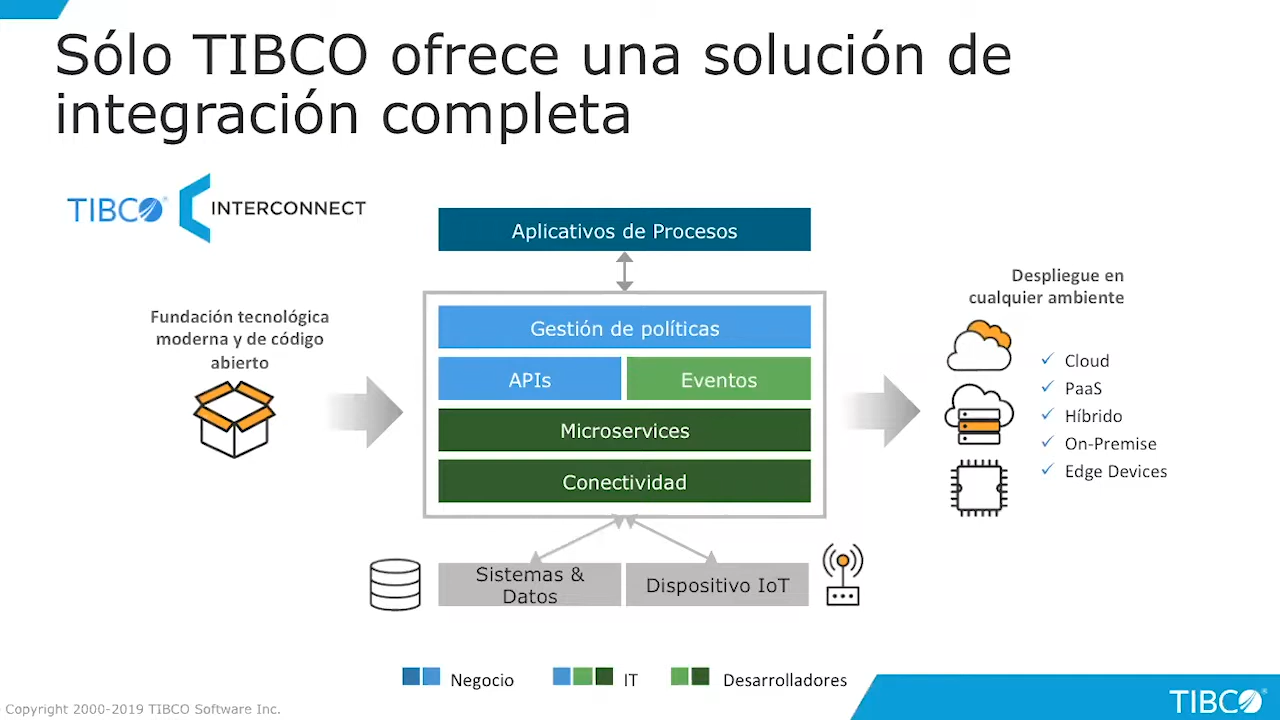 Sólo TIBCO ofrece una solución de
integración completa
TIBCO INTERCONNECT
Aplicativos de Procesos
Fundación tecnológica
moderna y de código
abierto
Gestión de políticas
APIs
Eventos
Microservices
Conectividad
Sistemas &
Datos
Dispositivo IoT
Despliegue en
cualquier ambiente
✓ Cloud
✓ PaaS
✓ Híbrido
✓ On-Premise
✓ Edge Devices
Negocio
IT
Desarrolladores
Copyright 2000-2019 TIBCO Software Inc.
TIBCO